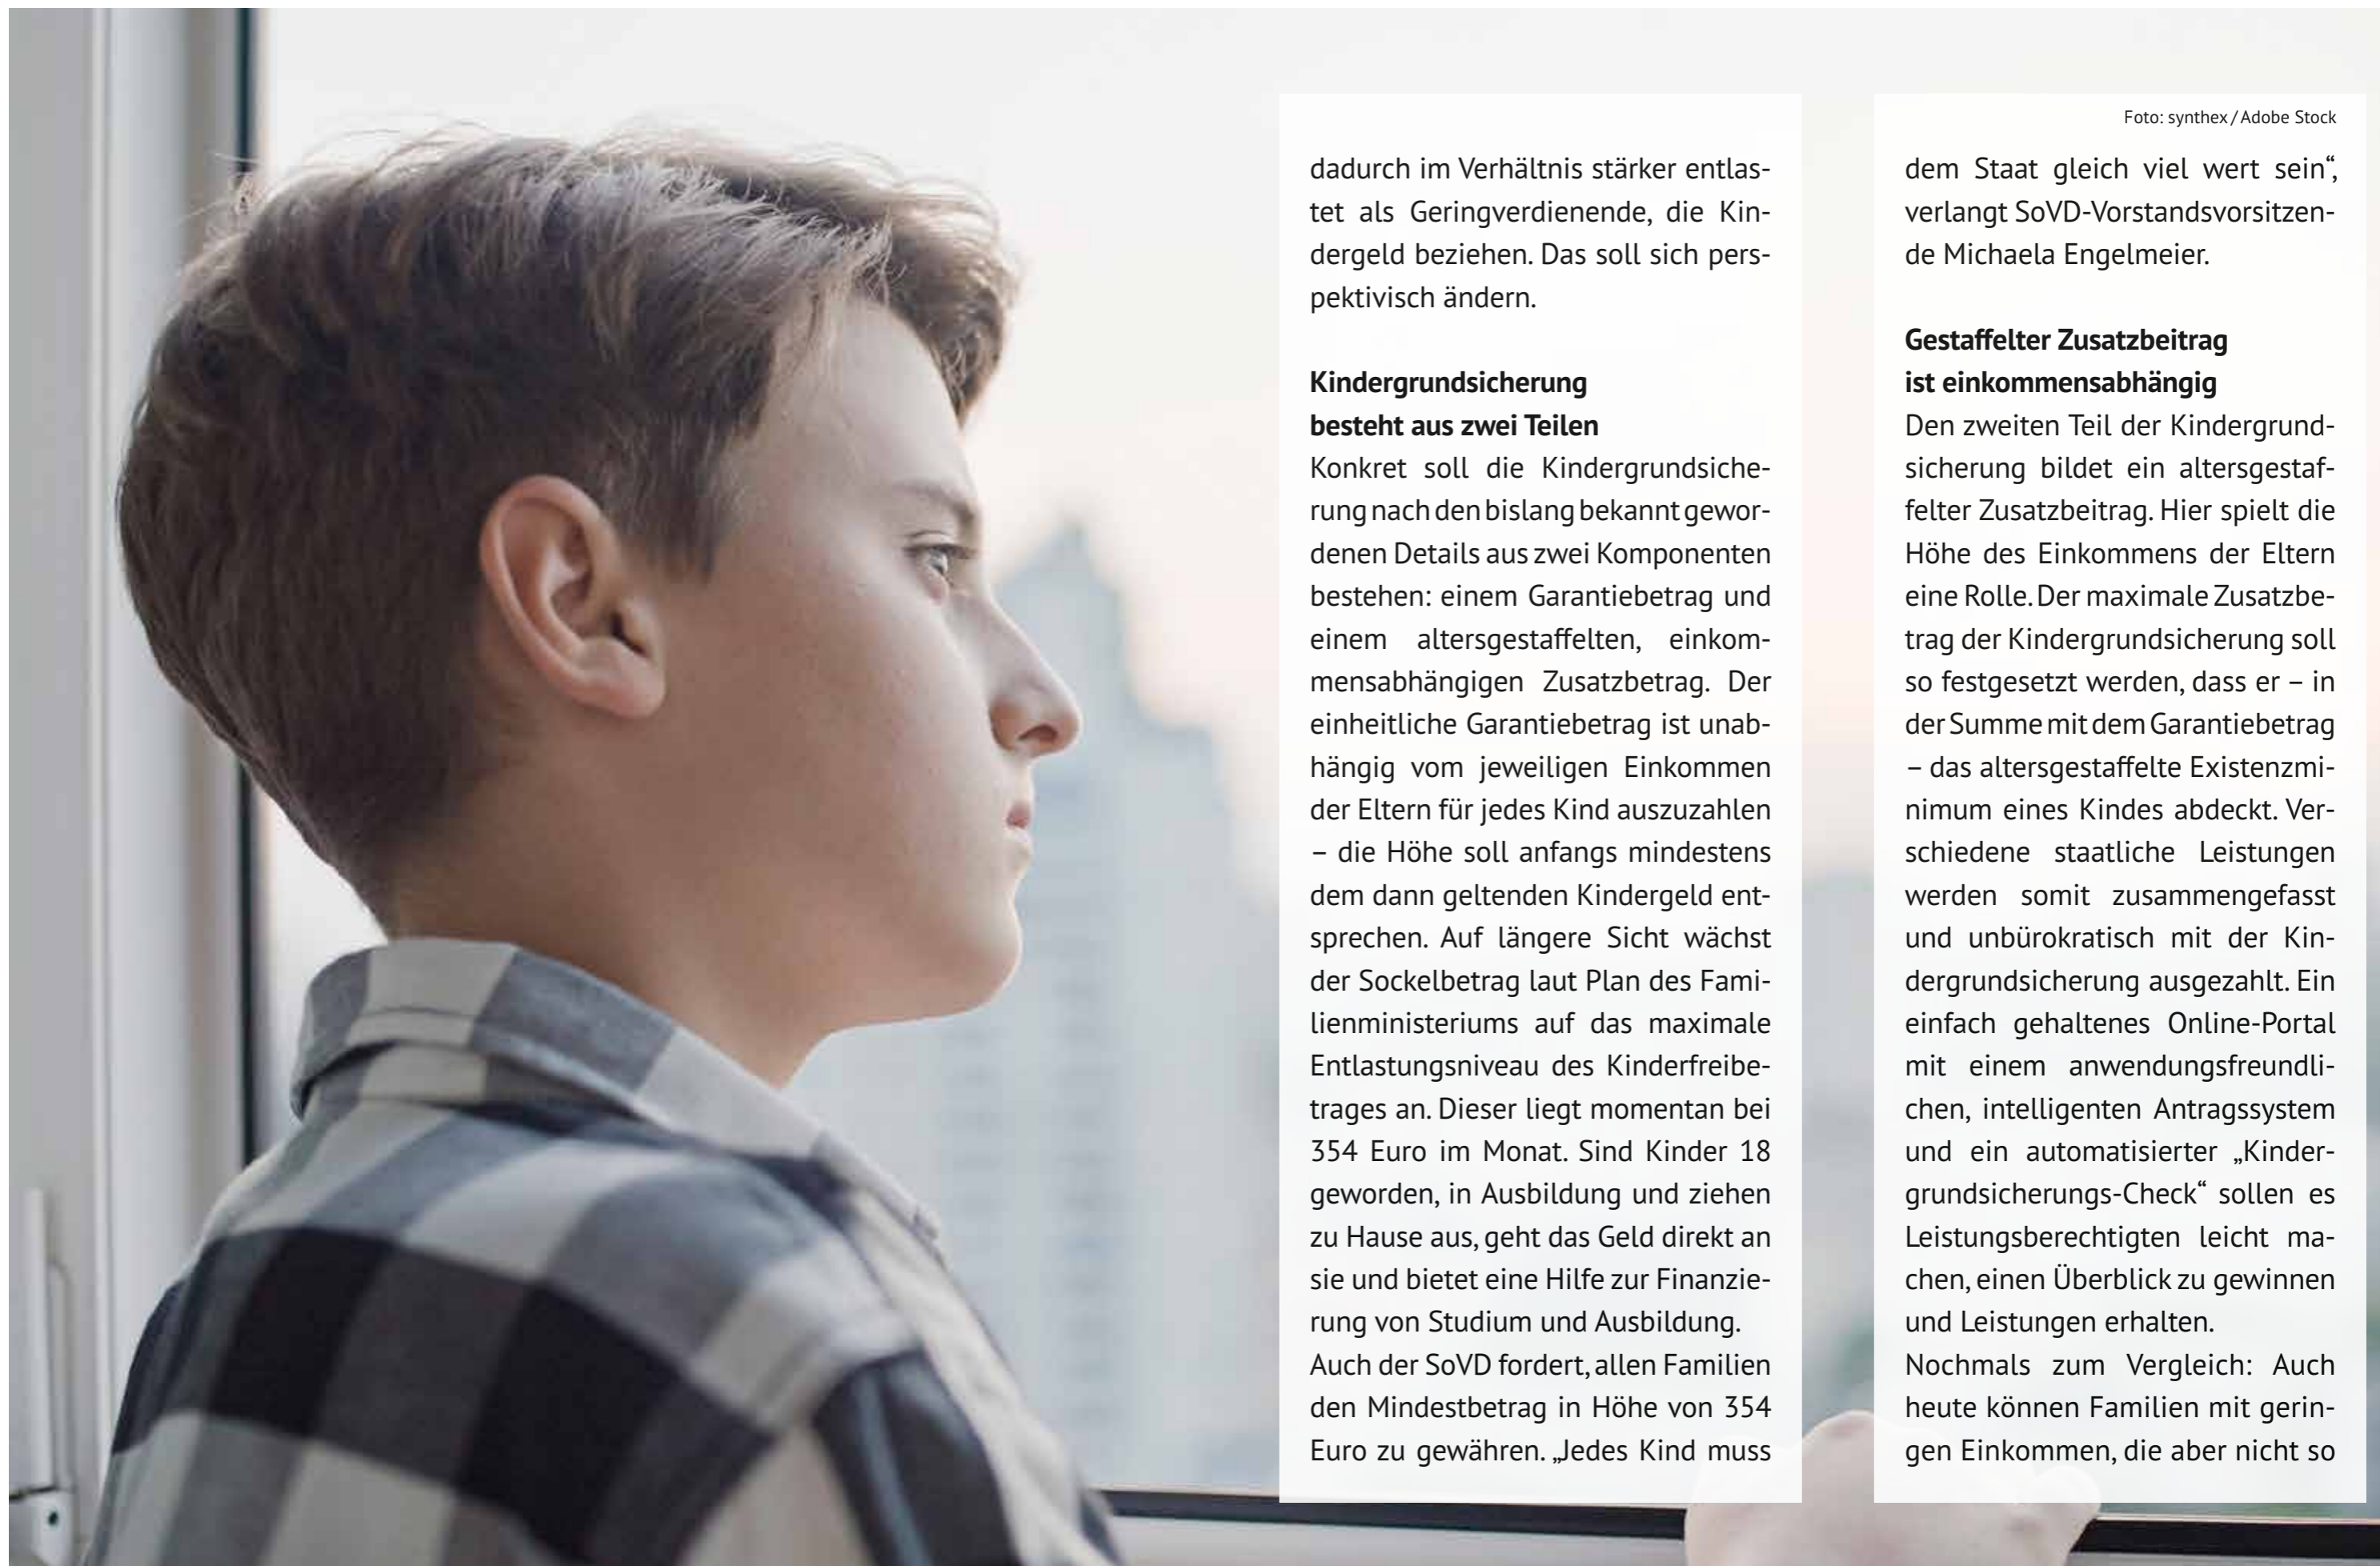 dadurch im Verhältnis stärker entlas-
tet als Geringverdienende, die Kin-
dergeld beziehen. Das soll sich pers-
pektivisch ändern.
Kindergrundsicherung
besteht aus zwei Teilen
Konkret soll die Kindergrundsiche-
rung nach den bislang bekannt gewor-
denen Details aus zwei Komponenten
bestehen: einem Garantiebetrag und
einem altersgestaffelten, einkom-
mensabhängigen Zusatzbetrag. Der
einheitliche Garantiebetrag ist unab-
hängig vom jeweiligen Einkommen
der Eltern für jedes Kind auszuzahlen
– die Höhe soll anfangs mindestens
dem dann geltenden Kindergeld ent-
sprechen. Auf längere Sicht wächst
der Sockelbetrag laut Plan des Fami-
lienministeriums auf das maximale
Entlastungsniveau des Kinderfreibe-
trages an. Dieser liegt momentan bei
354 Euro im Monat. Sind Kinder 18
geworden, in Ausbildung und ziehen
zu Hause aus, geht das Geld direkt an
sie und bietet eine Hilfe zur Finanzie-
rung von Studium und Ausbildung.
Auch der SoVD fordert, allen Familien
den Mindestbetrag in Höhe von 354
Euro zu gewähren. „Jedes Kind muss
Foto: synthex / Adobe Stock
dem Staat gleich viel wert sein“,
verlangt SoVD-Vorstandsvorsitzen-
de Michaela Engelmeier.
Gestaffelter Zusatzbeitrag
ist einkommensabhängig
Den zweiten Teil der Kindergrund-
sicherung bildet ein altersgestaf-
felter Zusatzbeitrag. Hier spielt die
Höhe des Einkommens der Eltern
eine Rolle. Der maximale Zusatzbe-
trag der Kindergrundsicherung soll
so festgesetzt werden, dass er – in
der Summe mit dem Garantiebetrag
– das altersgestaffelte Existenzmi-
nimum eines Kindes abdeckt. Ver-
schiedene staatliche Leistungen
werden somit zusammengefasst
und unbürokratisch mit der Kin-
dergrundsicherung ausgezahlt. Ein
einfach gehaltenes Online-Portal
mit einem anwendungsfreundli-
chen, intelligenten Antragssystem
und ein automatisierter „Kinder-
grundsicherungs-Check“ sollen es
Leistungsberechtigten leicht ma-
chen, einen Überblick zu gewinnen
und Leistungen erhalten.
Nochmals zum Vergleich: Auch
heute können Familien mit gerin-
gen Einkommen, die aber nicht so